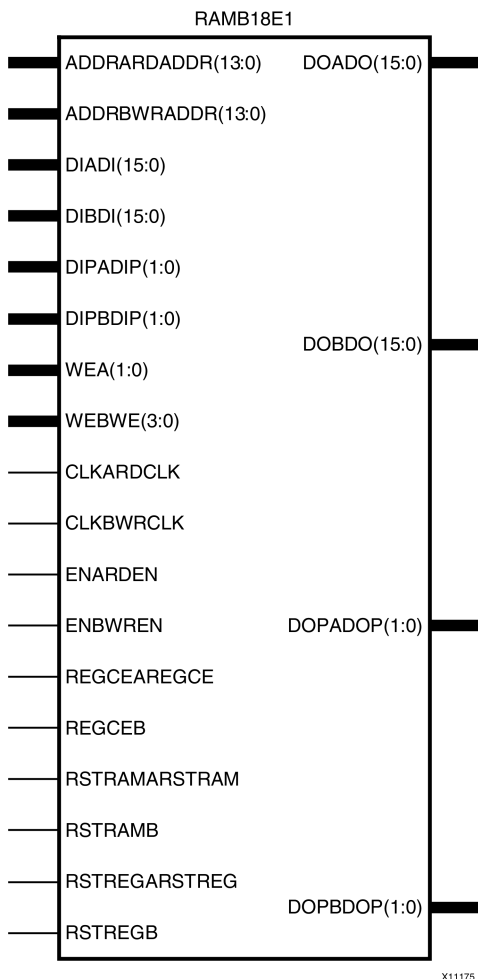 RAMB18E1
ADDRARDADDR(13:0)
DOADO(15:0)
ADDRBWRADDR(13:0)
DIADI(15:0)
DIBDI(15:0)
DIPADIP(1:0)
DIPBDIP(1:0)
DOBDO(15:0)
WEA(1:0)
WEBWE(3:0)
CLKARDCLK
CLKBWRCLK
ENARDEN
ENBWREN
DOPADOP(1:0)
REGCEAREGCE
REGCEB
RSTRAMARSTRAM
RSTRAMB
RSTREGARSTREG
DOPBDOP(1:0)
RSTREGB
X11175